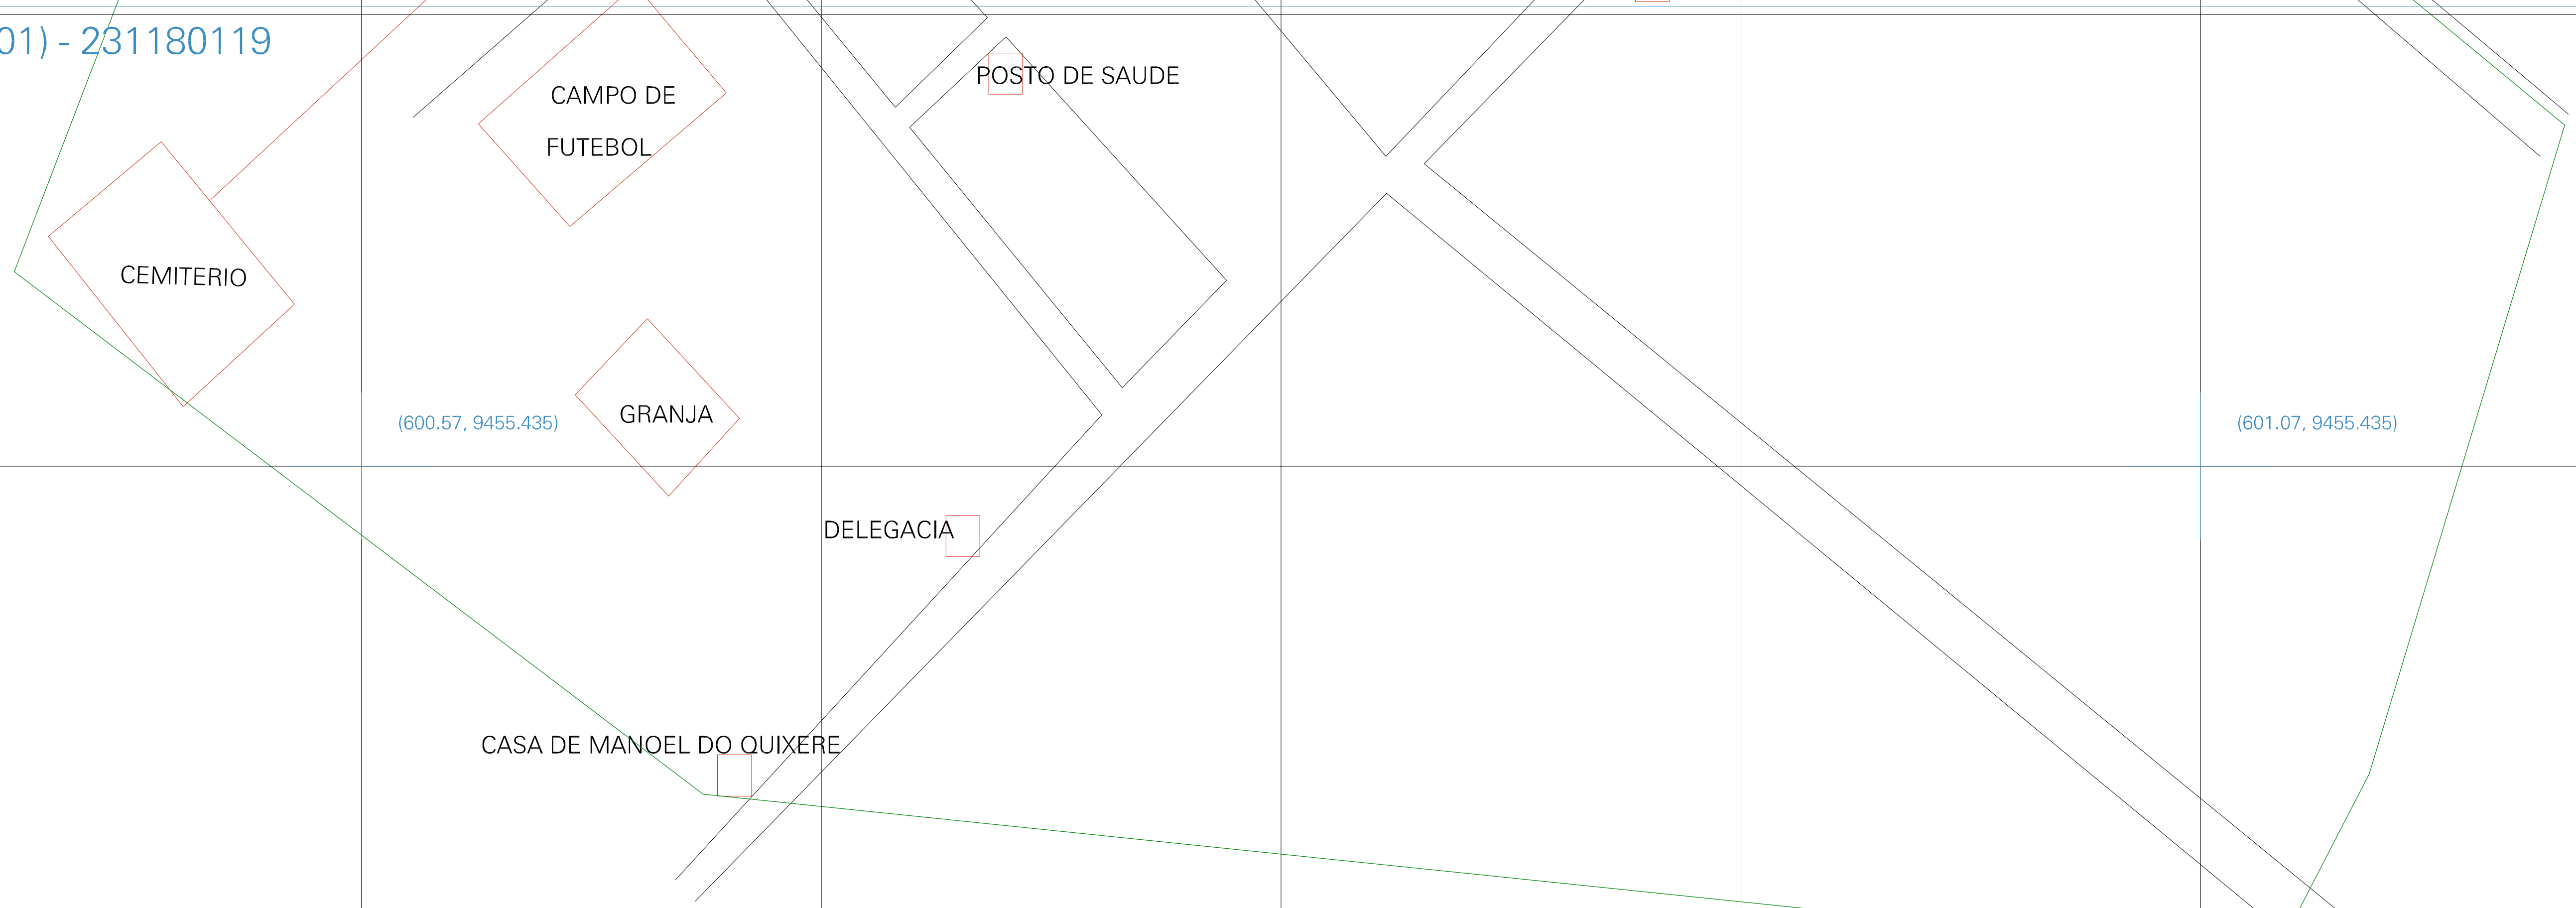 01) - 231180119
POSTO DE SAUDE
CAMPO DE
FUTEBOL
CEMITERIO
GRANJA
(600.57, 9455.435)
(601.07, 9455.435)
DELEGACIA
CASA DE MANOEL DO QUIXERE